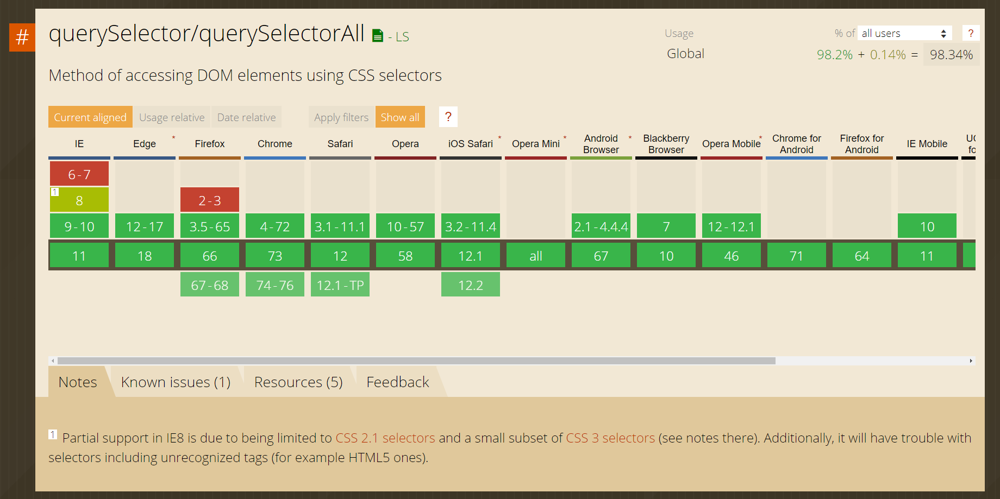 #
querySelector/querySelectorAll - LS
Usage % of all users ?
Global 98.2% + 0.14% = 98.34%
Method of accessing DOM elements using CSS selectors
Current aligned Usage relative Date relative Apply filters Show all ?
IE Edge * Firefox Chrome Safari Opera iOS Safari * Opera Mini * Android Browser * Blackberry Browser Opera Mobile * Chrome for Android Firefox for Android IE Mobile
6-7
1 8 2-3
9-10 12-17 3.5-65 4-72 3.1-11.1 10-57 3.2-11.4 2.1-4.4.4 7 12-12.1 10
11 18 66 73 12 58 12.1 all 67 10 46 71 64 11
67-68 74-76 12.1-TP 12.2
Notes Known issues (1) Resources (5) Feedback
1 Partial support in IE8 is due to being limited to CSS 2.1 selectors and a small subset of CSS 3 selectors (see notes there). Additionally, it will have trouble with
selectors including unrecognized tags (for example HTML5 ones).